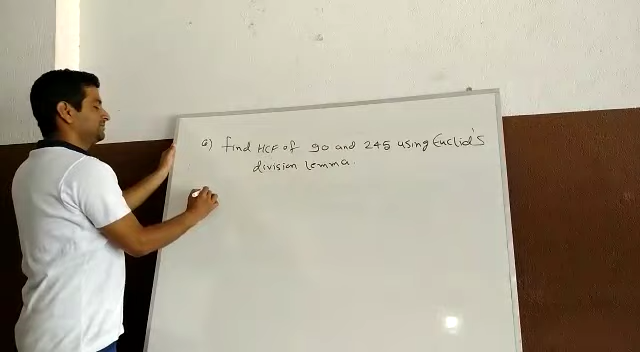 Q) find HCF of 90 and 245 using Euclid's
division lemma.